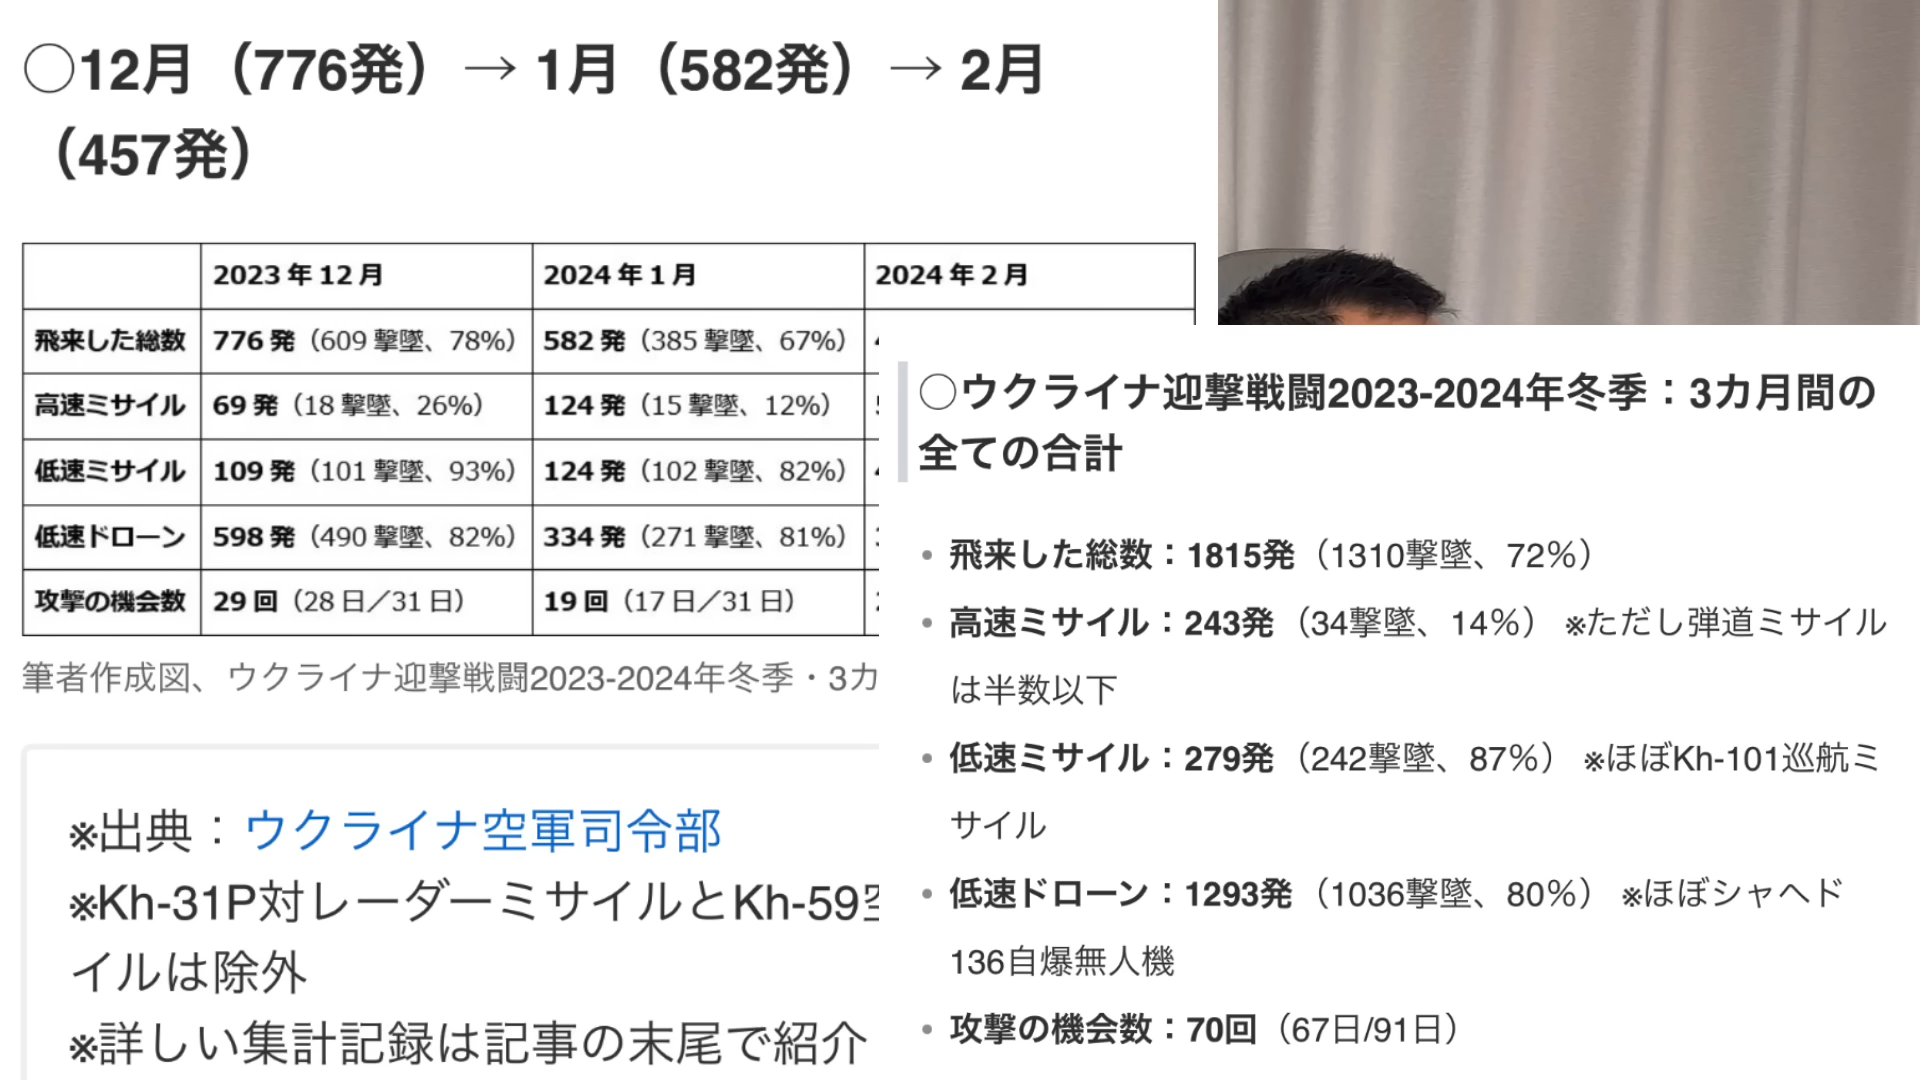 ○12月（776発）→ 1月（582発）→ 2月
（457発）
2023年12月 2024年1月 2024年2月
飛来した総数 776発（609撃墜、78%） 582発（385撃墜、67%）
高速ミサイル 69発（18撃墜、26%） 124発（15撃墜、12%）
低速ミサイル 109発（101撃墜、93%） 124発（102撃墜、82%）
低速ドローン 598発（490撃墜、82%） 334発（271撃墜、81%）
攻撃の機会数 29回（28日／31日） 19回（17日／31日）
筆者作成図、ウクライナ迎撃戦闘2023-2024年冬季・3カ
※出典：ウクライナ空軍司令部
※Kh-31P対レーダーミサイルとKh-59
イルは除外
※詳しい集計記録は記事の末尾で紹介
○ウクライナ迎撃戦闘2023-2024年冬季：3カ月間の
全ての合計
• 飛来した総数：1815発（1310撃墜、72％）
• 高速ミサイル：243発（34撃墜、14％） ※ただし弾道ミサイル
は半数以下
• 低速ミサイル：279発（242撃墜、87％） ※ほぼKh-101巡航ミ
サイル
• 低速ドローン：1293発（1036撃墜、80％） ※ほぼシャヘド
136自爆無人機
• 攻撃の機会数：70回（67日/91日）